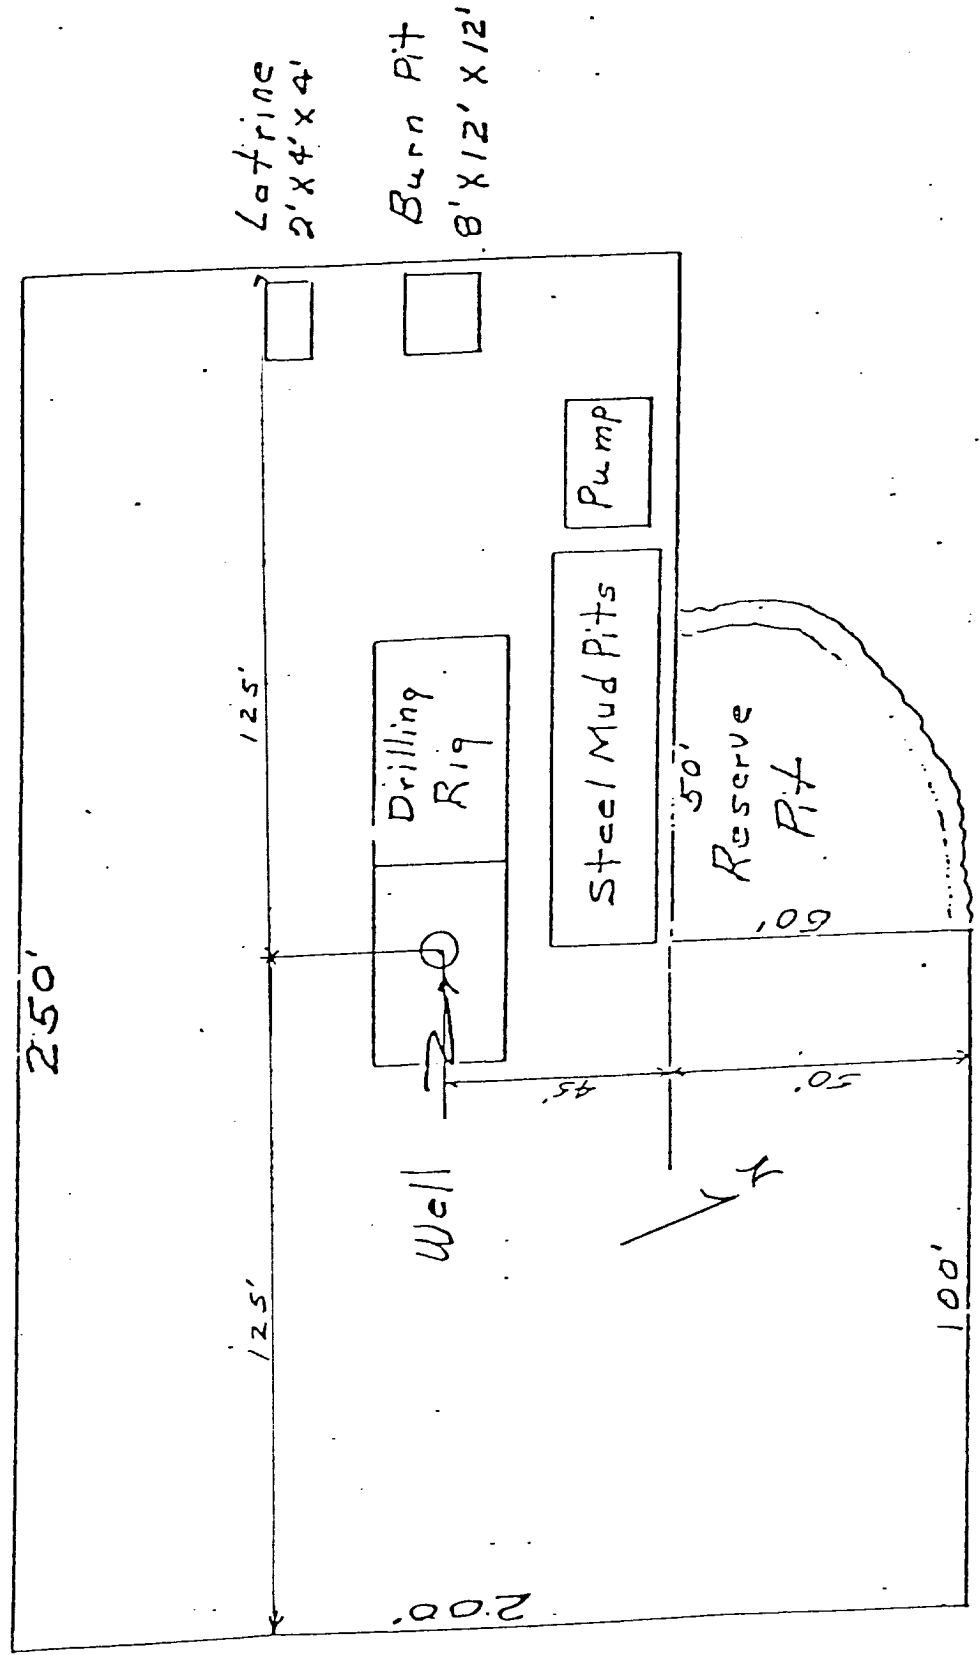 250'
125'
125'
Latrine
2'X4'X4'
Well
Drilling
Rig
Burn Pit
8'X12'X12'
45'
Steel Mud Pits
Pump
200'
N
50'
50'
60'
Reserve
Pit
100'